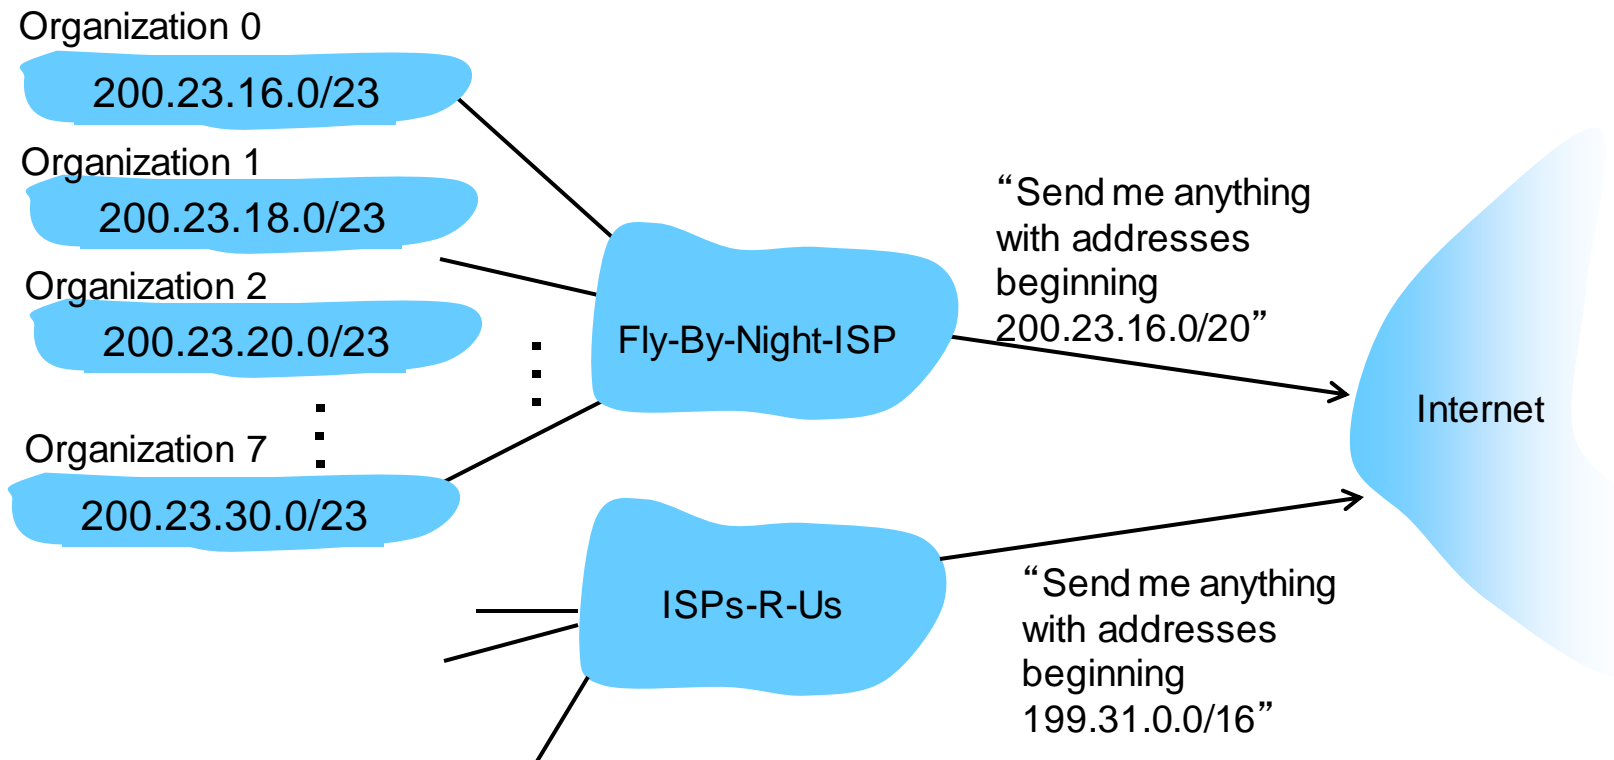 Organization 0
200.23.16.0/23
Organization 1
200.23.18.0/23
Organization 2
200.23.20.0/23
Organization 7
200.23.30.0/23
Fly-By-Night-ISP
“Send me anything
with addresses
beginning
200.23.16.0/20”
Internet
ISPs-R-Us
“Send me anything
with addresses
beginning
199.31.0.0/16”